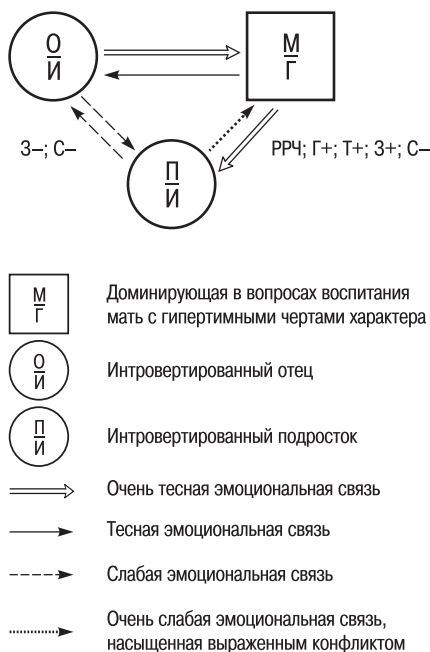 О
И
М
Г
З–; С–
П
И
РРЧ; Г+; Т+; З+; С–
М
Г
Доминирующая в вопросах воспитания
мать с гипертимными чертами характера
О
И
Интровертированный отец
П
И
Интровертированный подросток
Очень тесная эмоциональная связь
Тесная эмоциональная связь
Слабая эмоциональная связь
Очень слабая эмоциональная связь,
насыщенная выраженным конфликтом